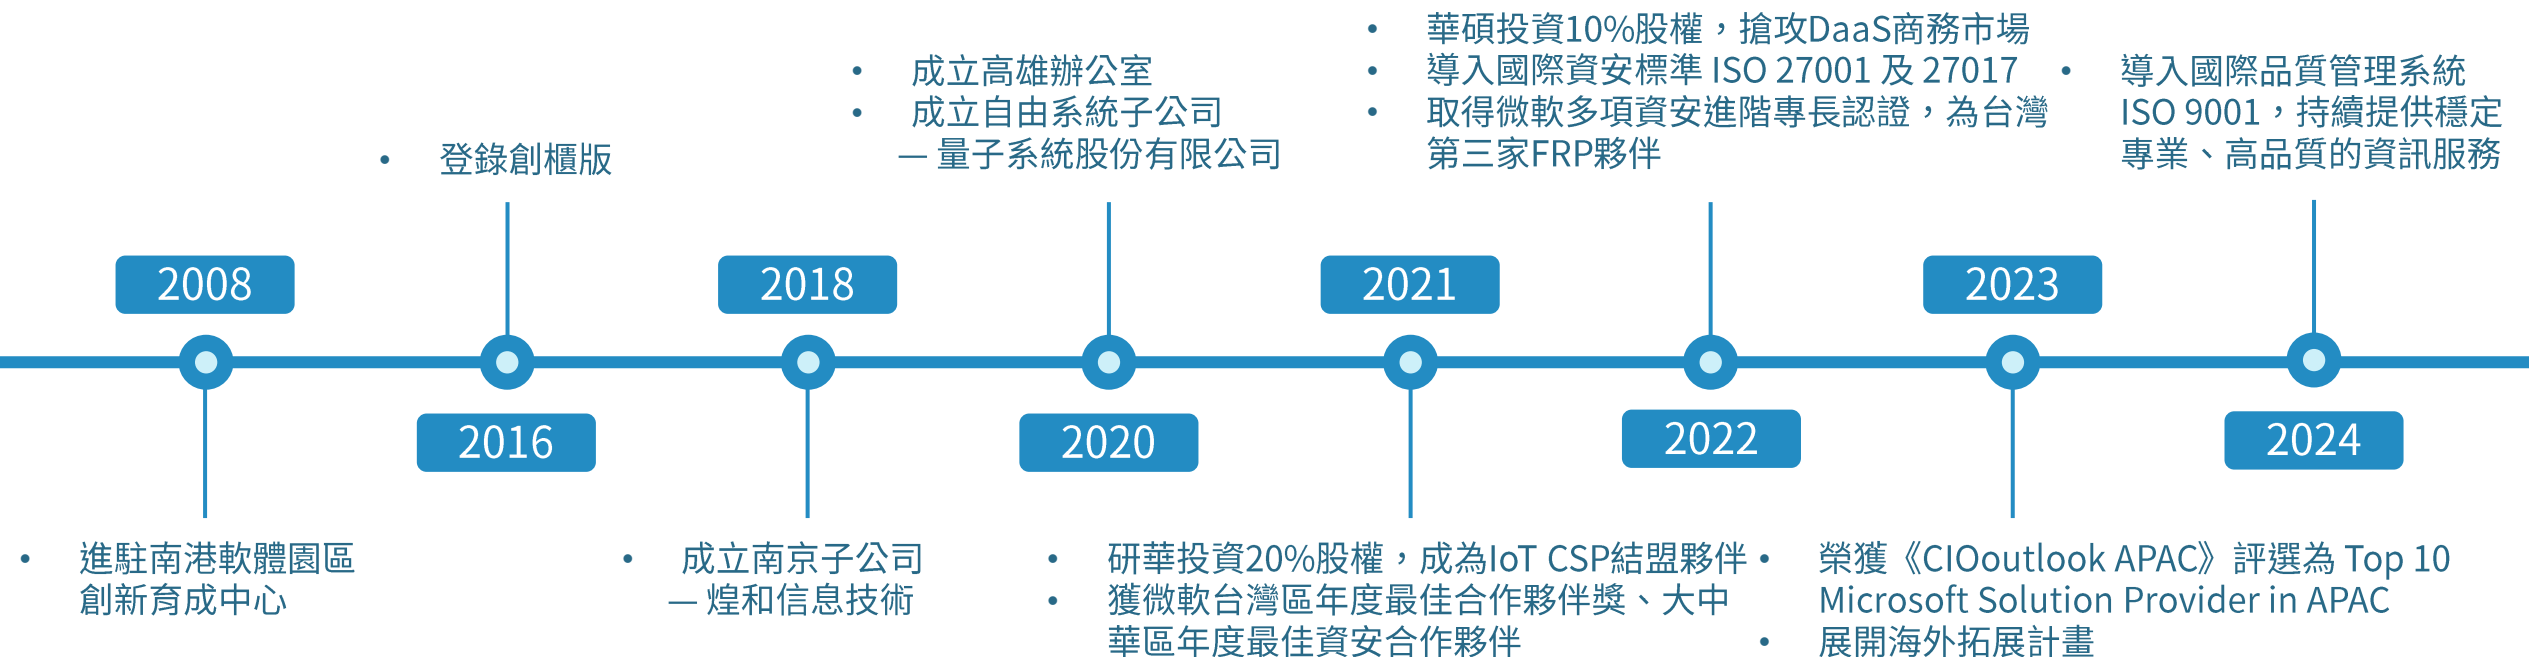 2008
進駐南港軟體園區
創新育成中心
2016
登錄創櫃版
2018
成立南京子公司
— 煌和信息技術
2020
成立高雄辦公室
成立自由系統子公司
— 量子系統股份有限公司
2021
研華投資20%股權，成為IoT CSP結盟夥伴
獲微軟台灣區年度最佳合作夥伴獎、大中
華區年度最佳資安合作夥伴
2022
華碩投資10%股權，搶攻DaaS商務市場
導入國際資安標準 ISO 27001 及 27017
取得微軟多項資安進階專長認證，為台灣
第三家FRP夥伴
2023
榮獲《CIOoutlook APAC》評選為 Top 10
Microsoft Solution Provider in APAC
展開海外拓展計畫
2024
導入國際品質管理系統
ISO 9001，持續提供穩定
專業、高品質的資訊服務